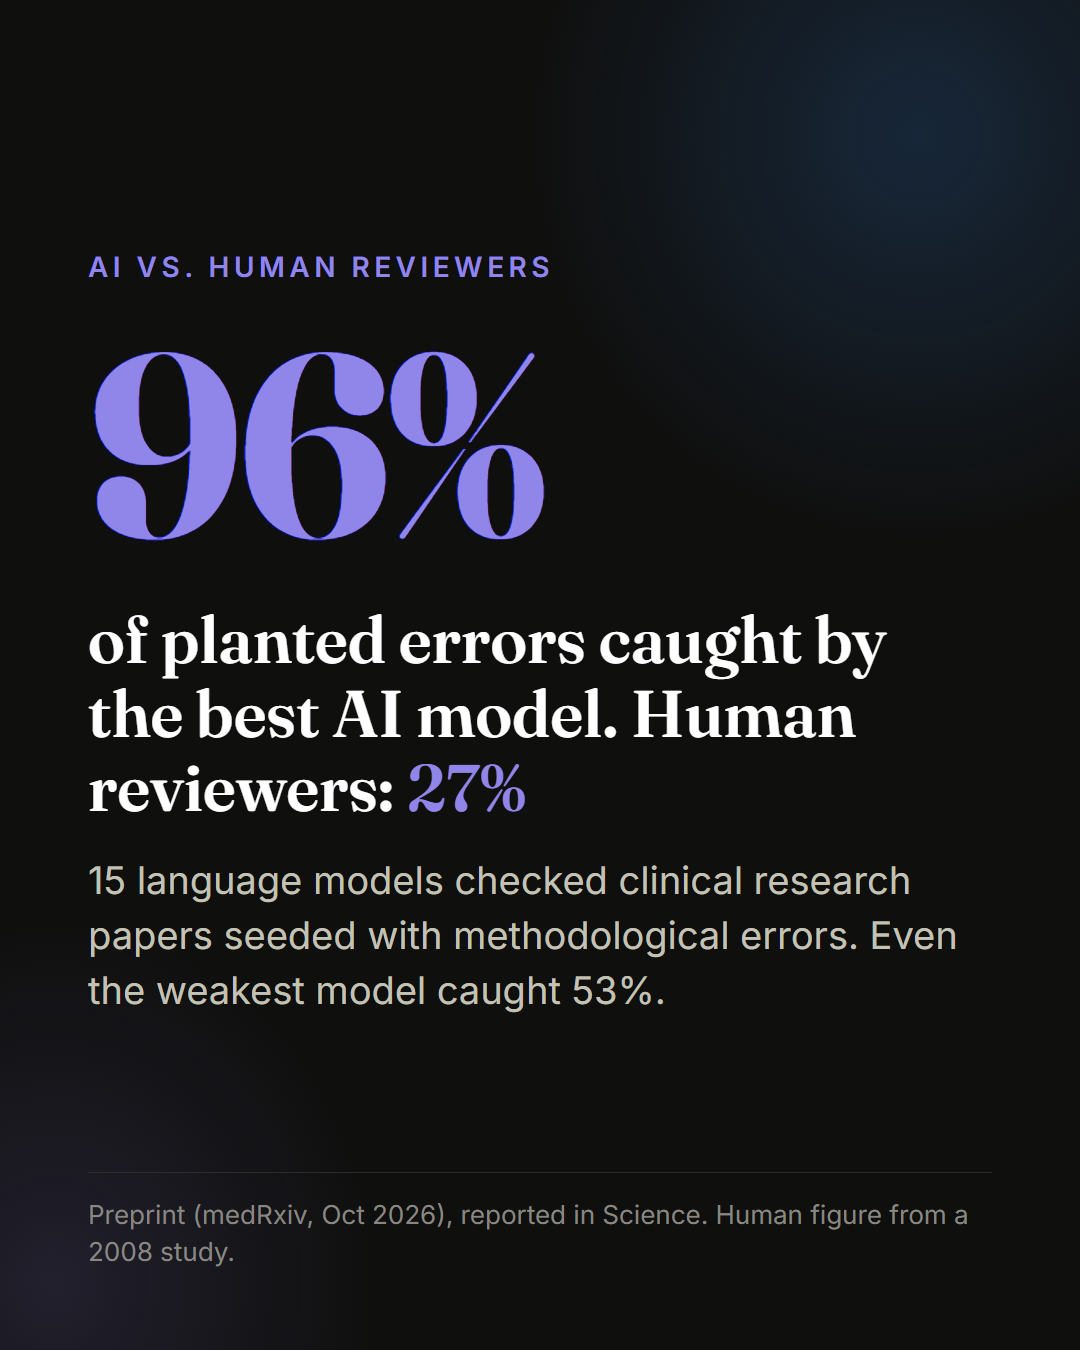 AI VS. HUMAN REVIEWERS
96%
of planted errors caught by
the best AI model. Human
reviewers: 27%
15 language models checked clinical research
papers seeded with methodological errors. Even
the weakest model caught 53%.
Preprint (medRxiv, Oct 2026), reported in Science. Human figure from a
2008 study.